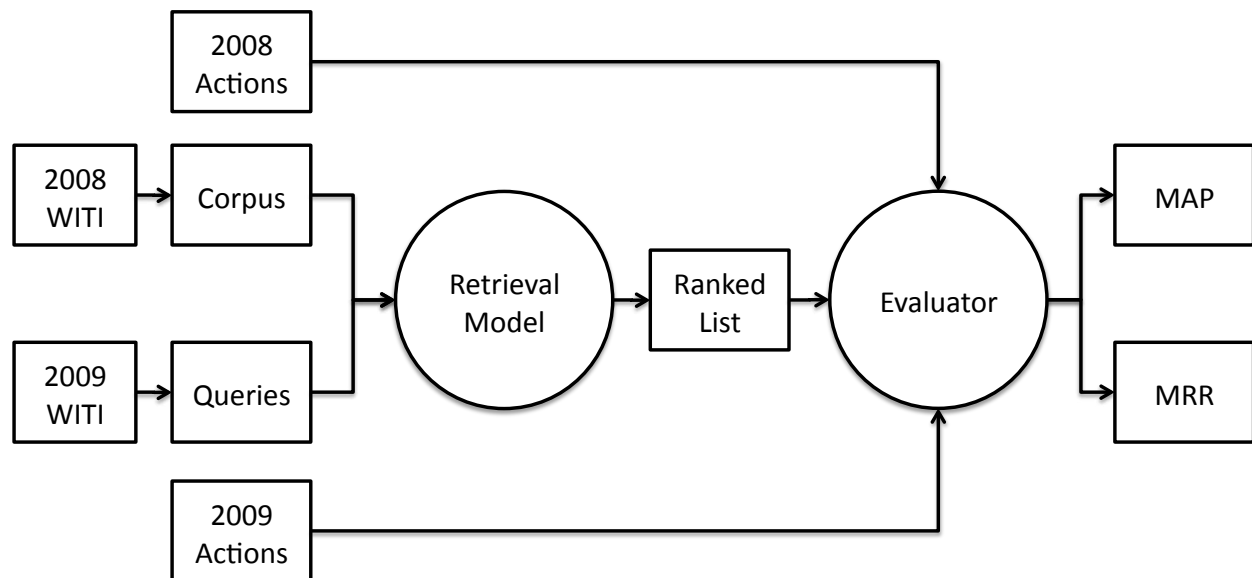 2008
Actions
2008
WITI
Corpus
Retrieval
Model
Ranked
List
Evaluator
MAP
MRR
2009
WITI
Queries
2009
Actions